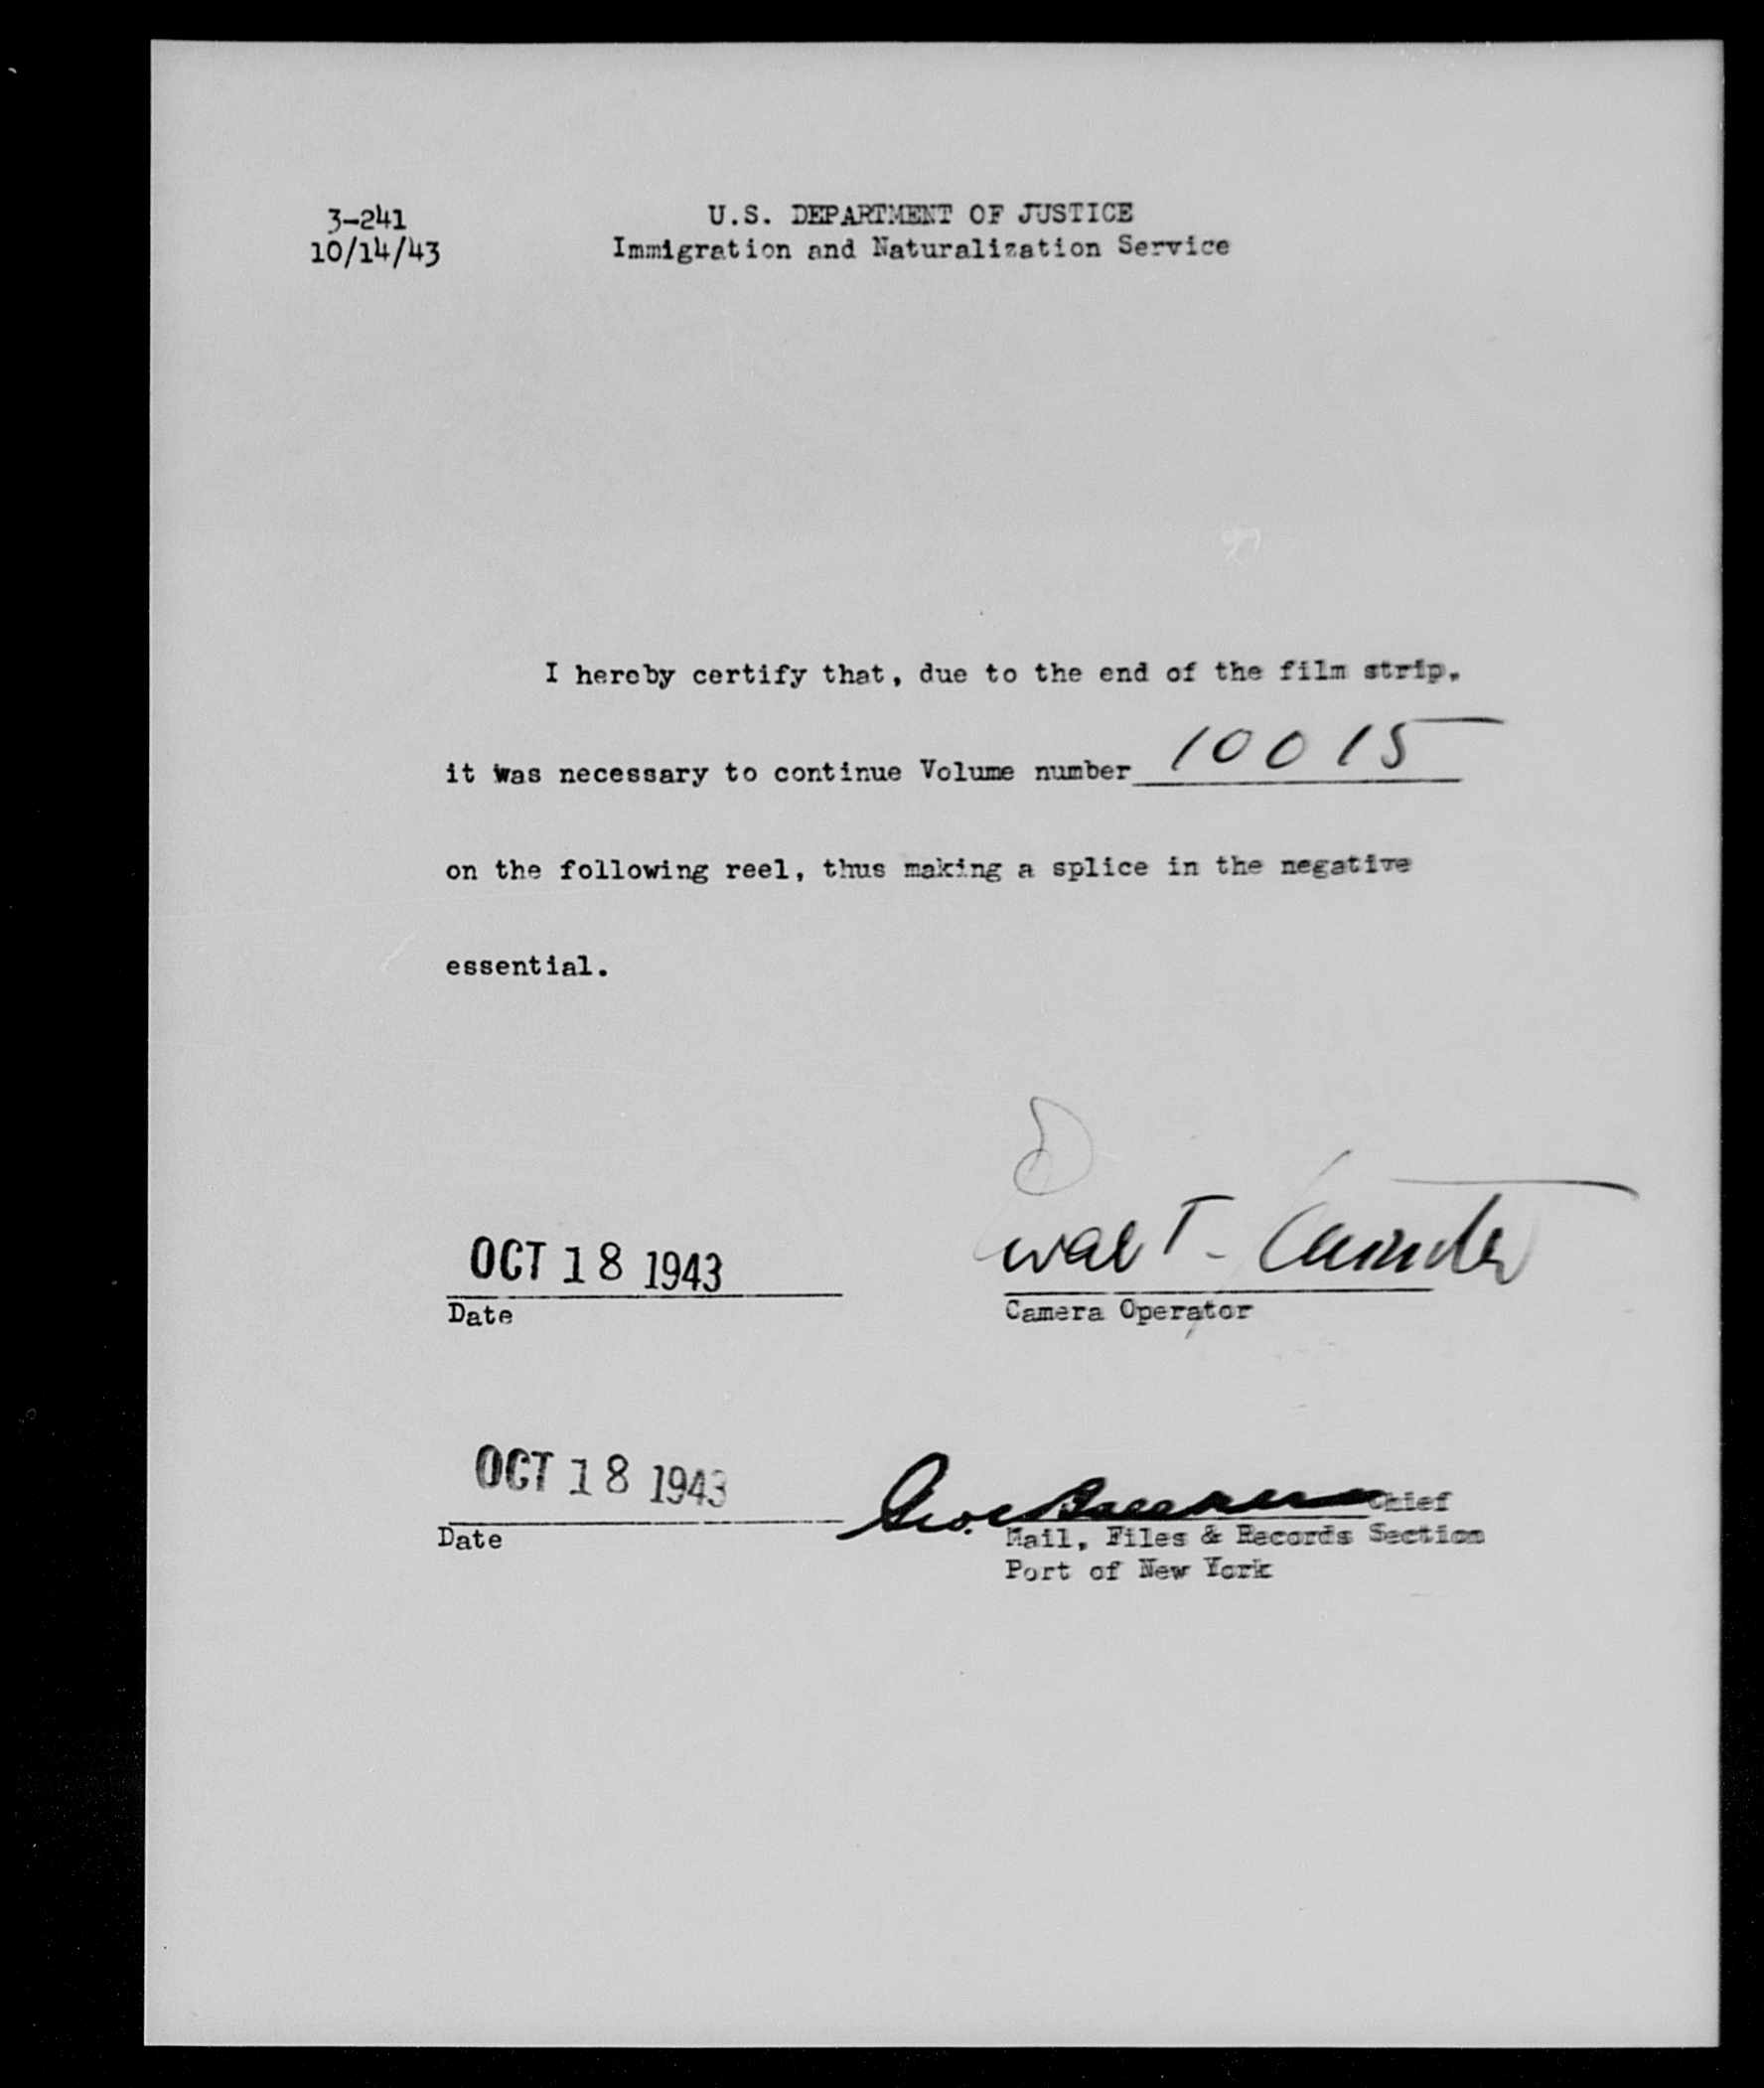 3-241
10/14/43
U.S. DEPARTMENT OF JUSTICE
Immigration and Naturalization Service
I hereby certify that, due to the end of the film strip,
it was necessary to continue Volume number 10015
on the following reel, thus making a splice in the negative
essential.
OCT 18 1943
Date
Camera Operator
OCT 18 1943
Date
Geo. Chief
Mail, Files & Records Section
Port of New York